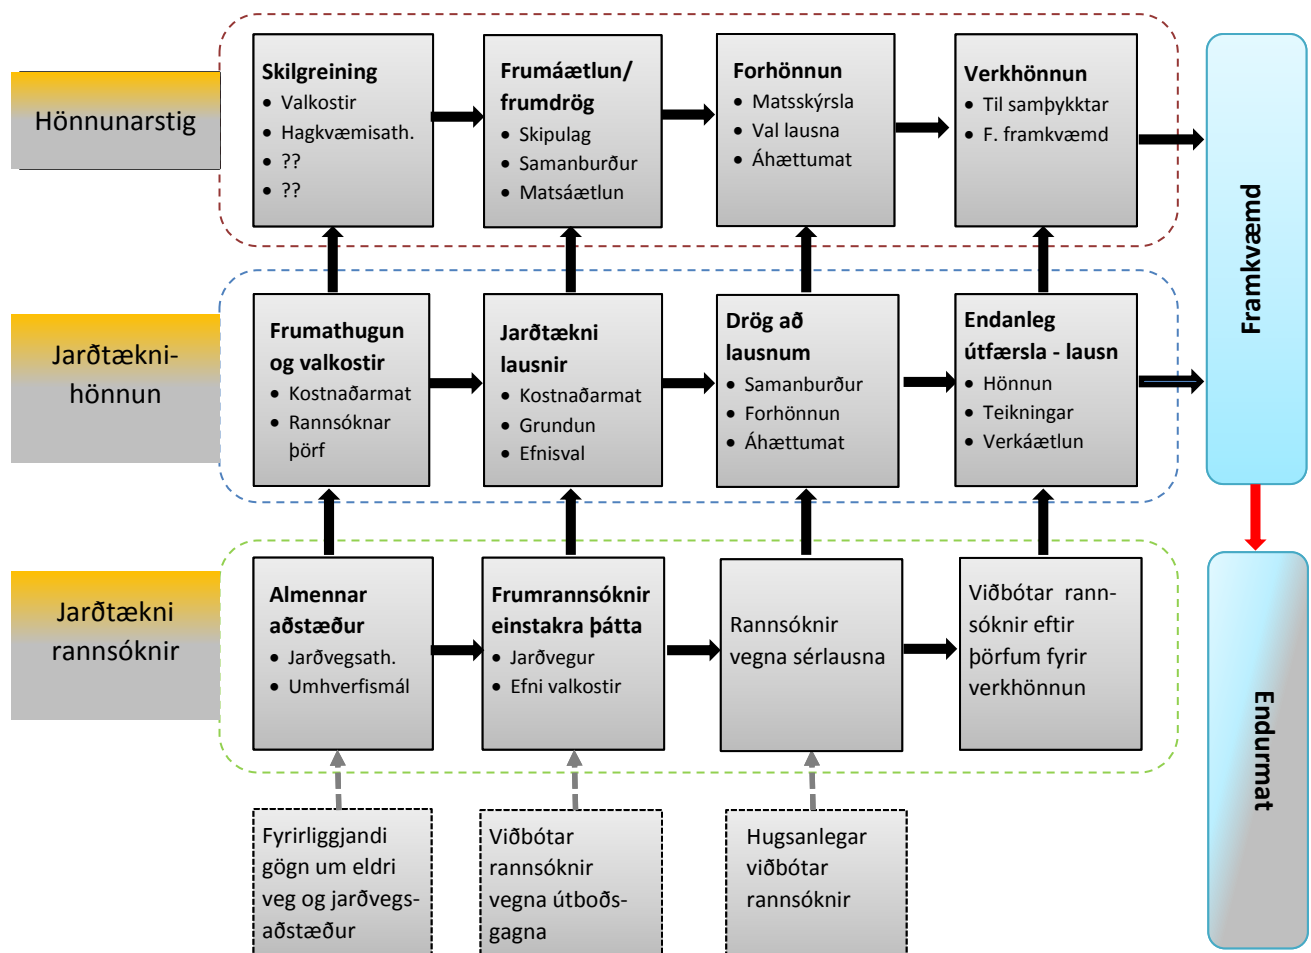 Hönnunarstig
Skilgreining
• Valkostir
• Hagkvæmisath.
• ??
• ??
Frumáætlun/
frumdrög
• Skipulag
• Samanburður
• Matsáætlun
Forhönnun
• Matsskýrsla
• Val lausna
• Áhættumat
Verkhönnun
• Til samþykktar
• F. framkvæmd
Framkvæmd
Jarðtækni-
hönnun
Frumathugun
og valkostir
• Kostnaðarmat
• Rannsóknar
þörf
Jarðtækni
lausnir
• Kostnaðarmat
• Grundun
• Efnisval
Drög að
lausnum
• Samanburður
• Forhönnun
• Áhættumat
Endanleg
útfærsla - lausn
• Hönnun
• Teikningar
• Verkáætlun
Jarðtækni
rannsóknir
Almennar
aðstæður
• Jarðvegsath.
• Umhverfismál
Frumrannsóknir
einstakra þátta
• Jarðvegur
• Efni valkostir
Rannsóknir
vegna sérlausna
Viðbótar rann-
sóknir eftir
þörfum fyrir
verkhönnun
Endurmat
Fyrirliggjandi
gögn um eldri
veg og jarðvegs-
aðstæður
Viðbótar
rannsóknir
vegna útboðs-
gagna
Hugsanlegar
viðbótar
rannsóknir